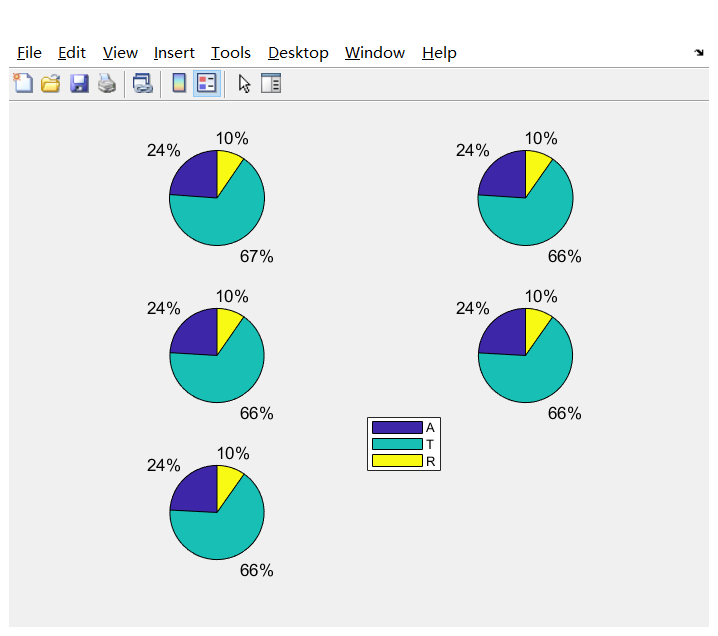 File Edit View Insert Tools Desktop Window Help
10% 10%
24% 24%
67% 66%
10% 10%
24% 24%
66% 66%
A
T
R
10%
24%
66%